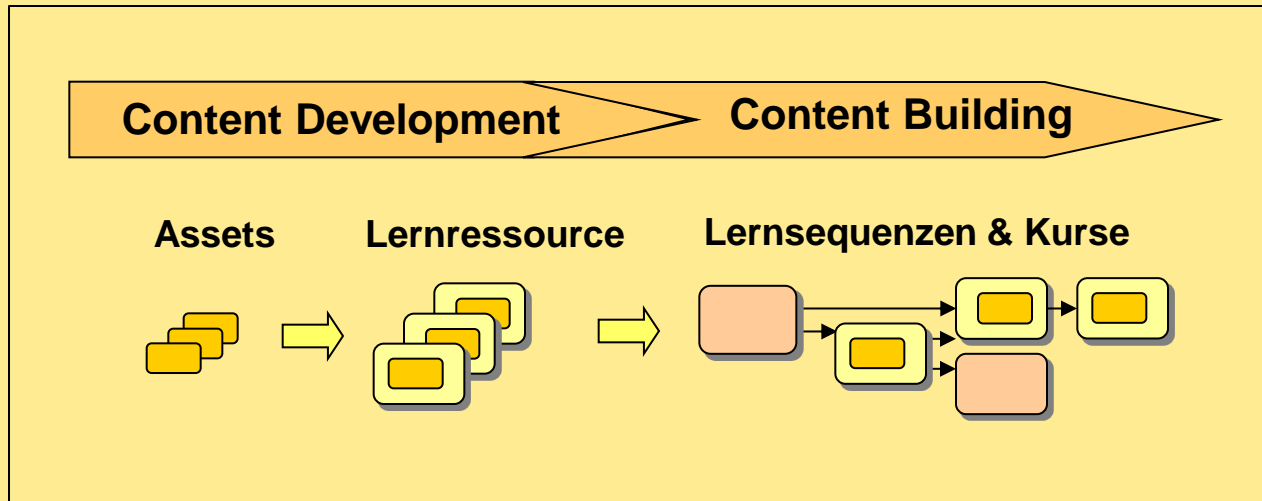 Content Development
Content Building
Assets
Lernressource
Lernsequenzen & Kurse